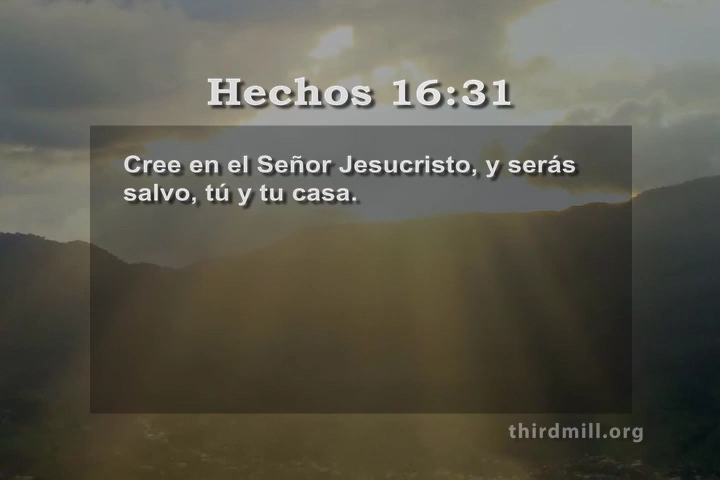 Hechos 16:31
Cree en el Señor Jesucristo, y serás
salvo, tú y tu casa.
thirdmill.org